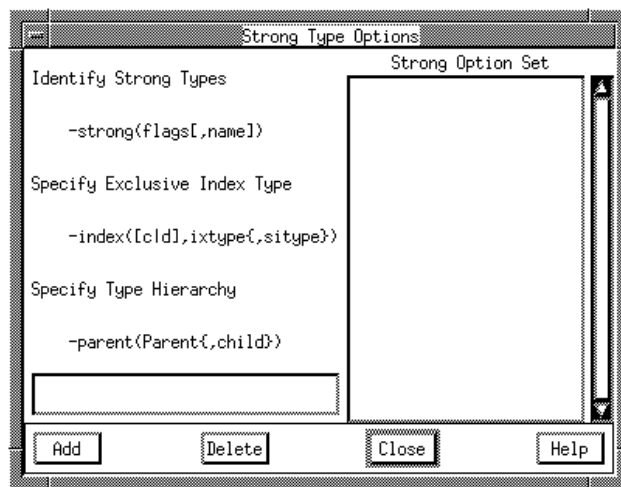 Strong Type Options
Identify Strong Types
-strong(flags[,name])
Specify Exclusive Index Type
-index([c|d],ixtype{,sitype})
Specify Type Hierarchy
-parent(Parent{,child})
Strong Option Set
Add
Delete
Close
Help